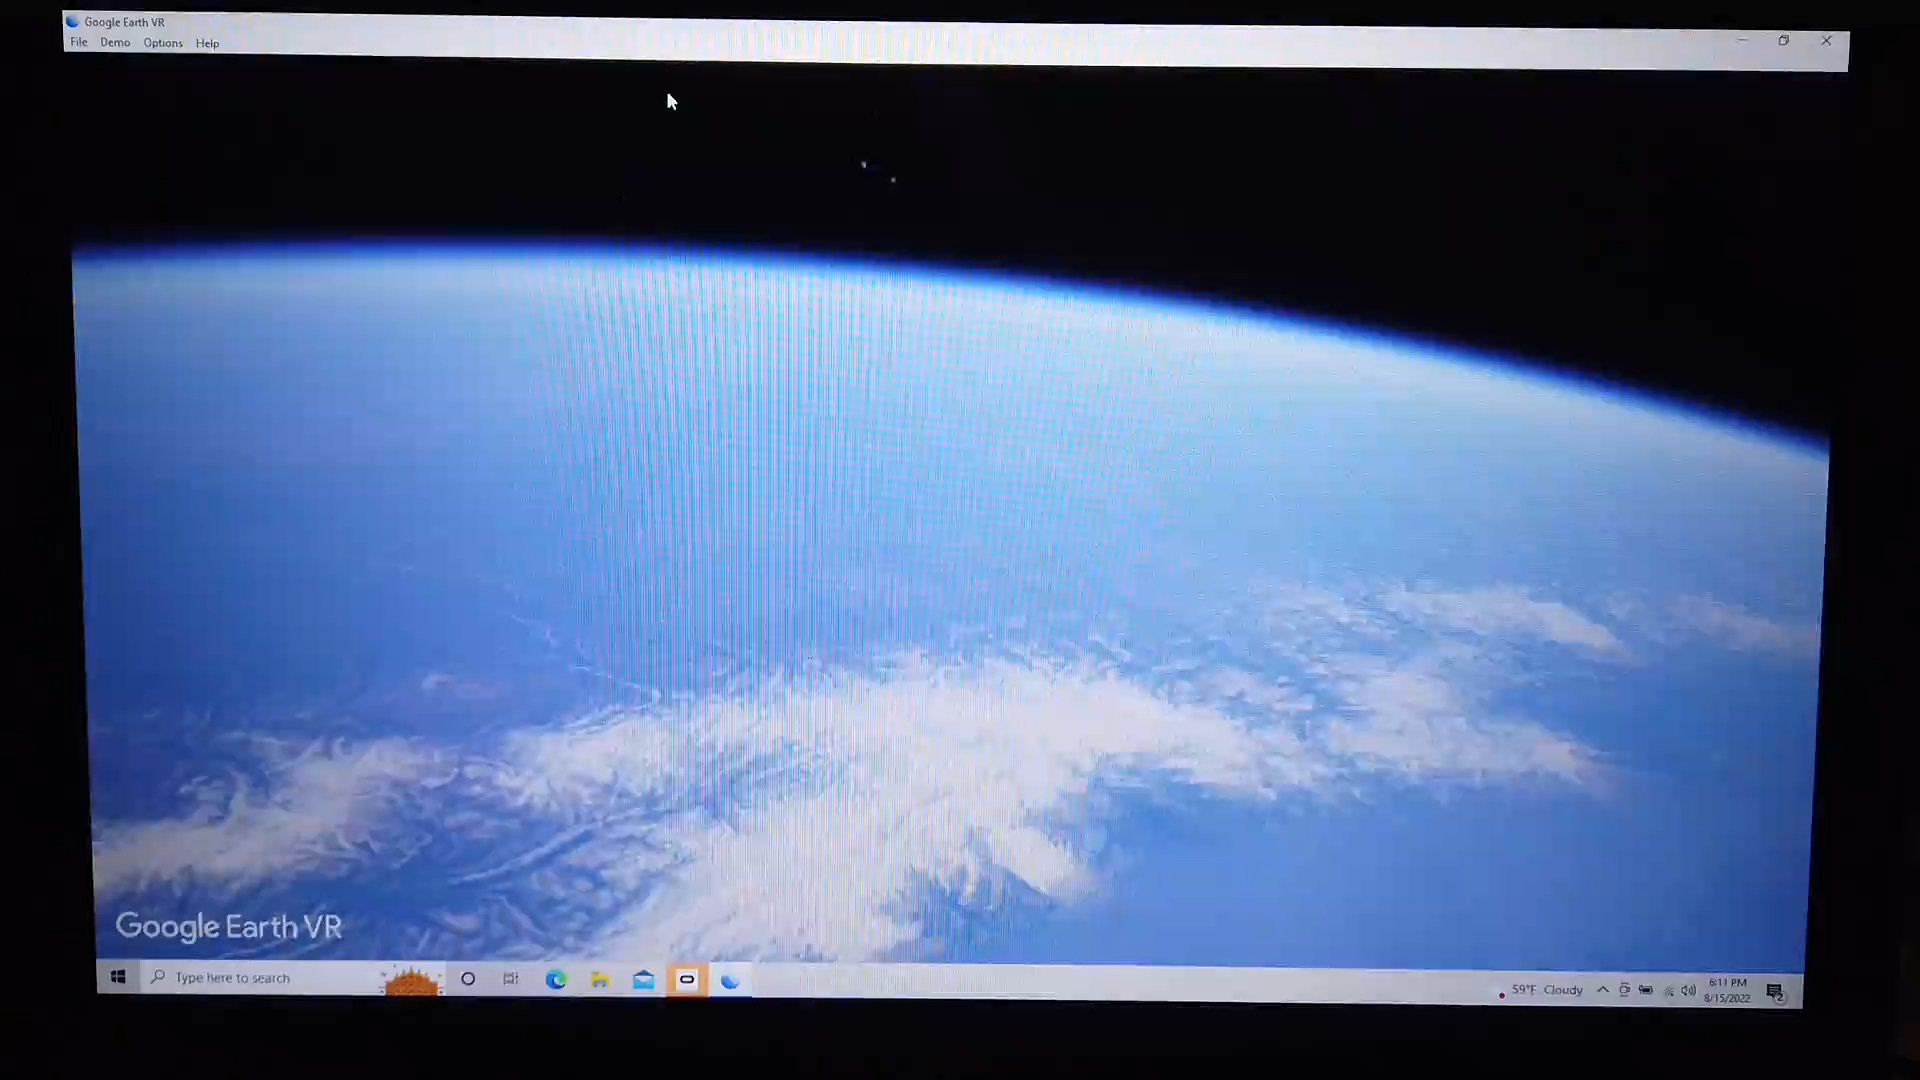 Google Earth VR
File Demo Options Help
Google Earth VR
Type here to search
59°F Cloudy
6:11 PM
8/15/2022
2